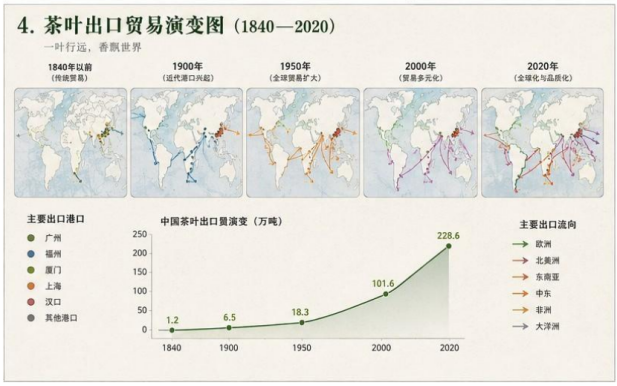 4. 茶叶出口贸易演变图 (1840—2020)
一叶行远，香飘世界
1840年以前
(传统贸易)
1900年
(近代港口兴起)
1950年
(全球贸易扩大)
2000年
(贸易多元化)
2020年
(全球化与品质化)
主要出口港口
广州
福州
厦门
上海
汉口
其他港口
中国茶叶出口贸演变（万吨）
250
200
150
100
50
0
1.2
6.5
18.3
101.6
228.6
1840
1900
1950
2000
2020
主要出口流向
欧洲
北美洲
东南亚
中东
非洲
大洋洲